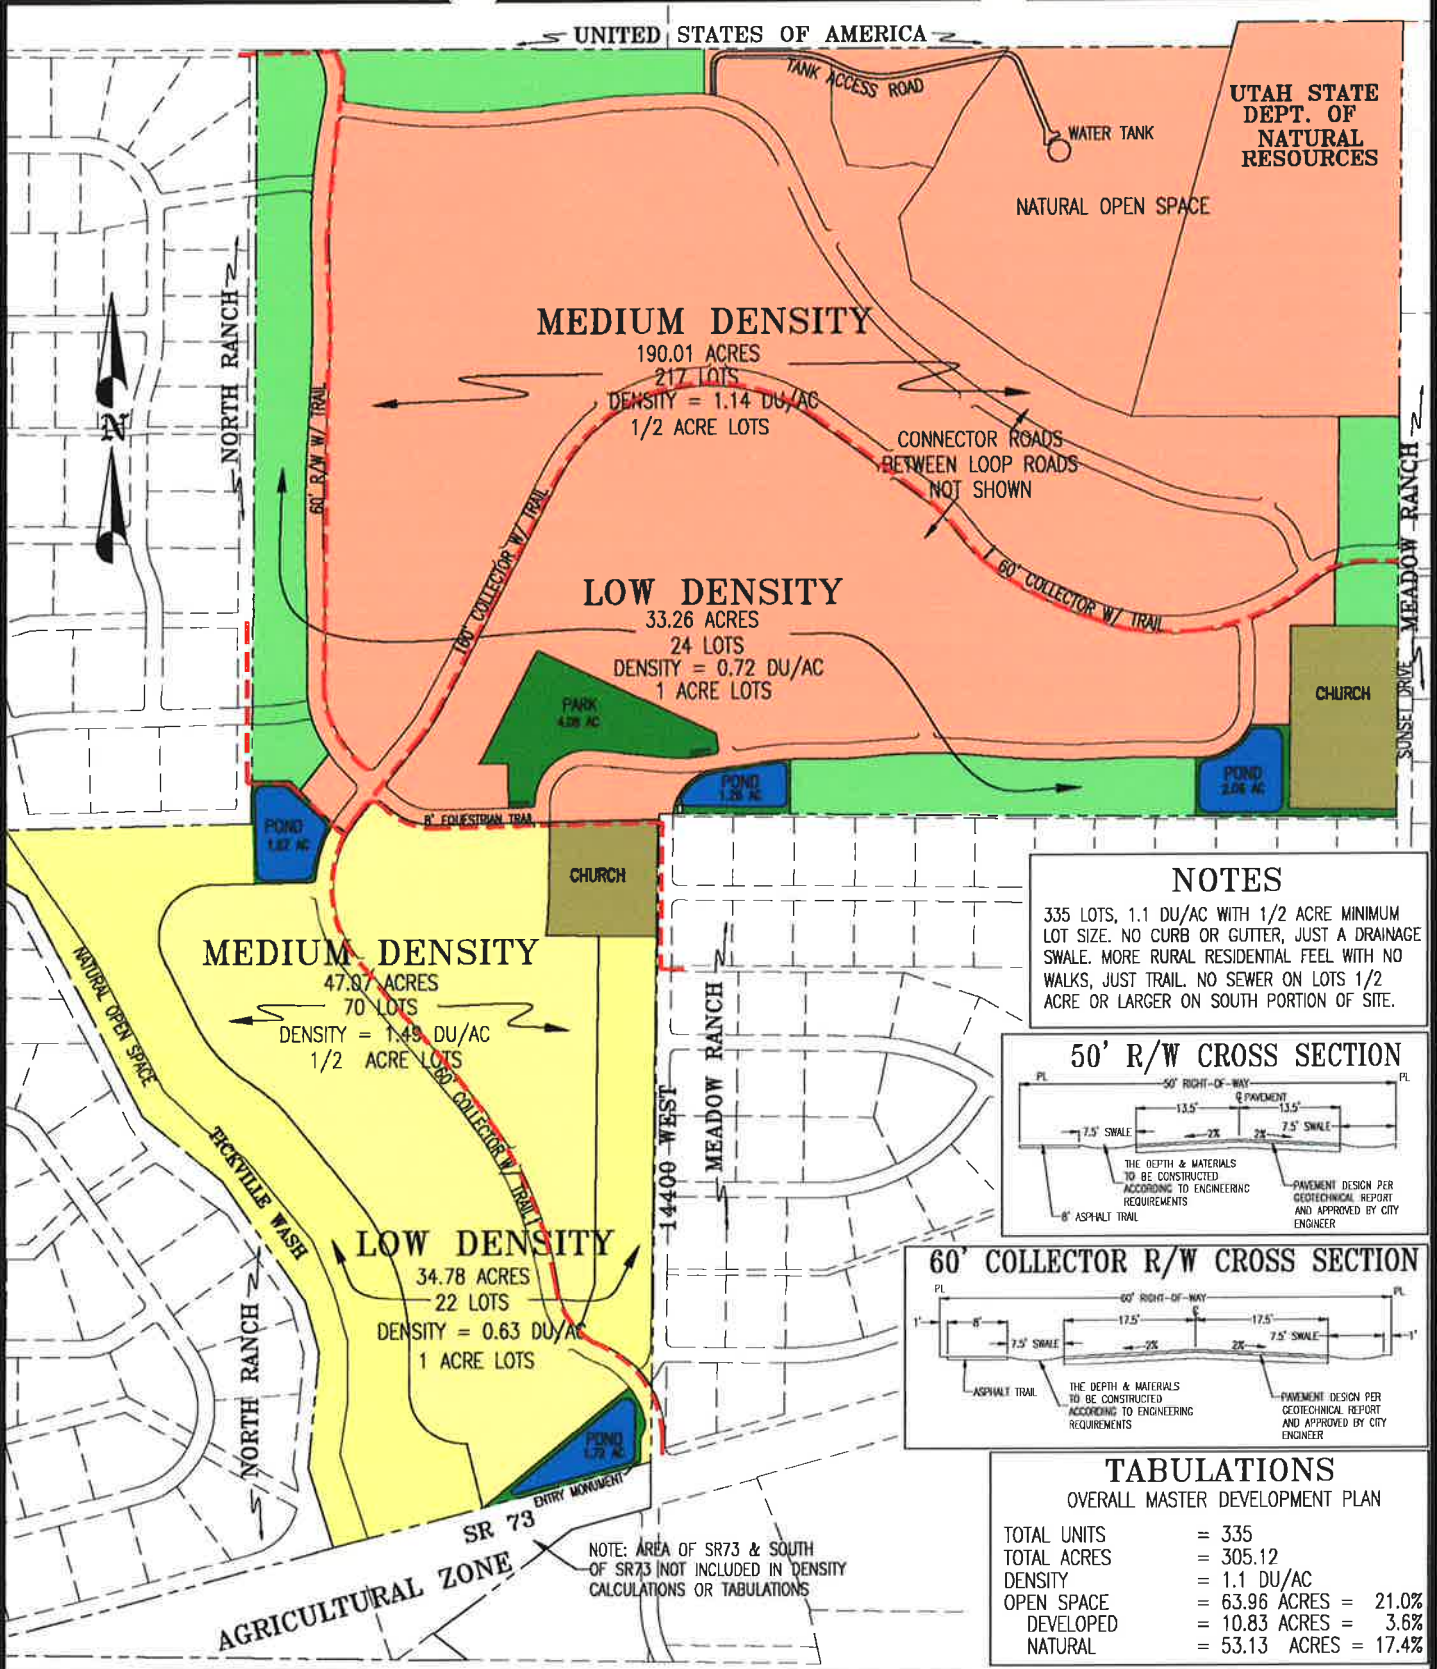 UNITED STATES OF AMERICA
TANK ACCESS ROAD
WATER TANK
UTAH STATE
DEPT. OF
NATURAL
RESOURCES
NATURAL OPEN SPACE
NORTH RANCH
N
60' R/W W/ TRAIL
MEDIUM DENSITY
190.01 ACRES
217 LOTS
DENSITY = 1.14 DU/AC
1/2 ACRE LOTS
CONNECTOR ROADS
BETWEEN LOOP ROADS
NOT SHOWN
COLLECTOR W/ TRAIL
60' COLLECTOR W/ TRAIL
MEADOW RANCH
SUNSET DRIVE
LOW DENSITY
33.26 ACRES
24 LOTS
DENSITY = 0.72 DU/AC
1 ACRE LOTS
PARK
CHURCH
POND
POND
POND
8' EQUESTRIAN TRAIL
CHURCH
MEDIUM DENSITY
47.07 ACRES
70 LOTS
DENSITY = 1.49 DU/AC
1/2 ACRE LOTS
NATURAL OPEN SPACE
TICKVILLE WASH
60' COLLECTOR W/ TRAIL
14400 WEST
MEADOW RANCH
LOW DENSITY
34.78 ACRES
22 LOTS
DENSITY = 0.63 DU/AC
1 ACRE LOTS
NORTH RANCH
POND
ENTRY MONUMENT
SR 73
AGRICULTURAL ZONE
NOTE: AREA OF SR73 & SOUTH
OF SR73 NOT INCLUDED IN DENSITY
CALCULATIONS OR TABULATIONS
NOTES
335 LOTS, 1.1 DU/AC WITH 1/2 ACRE MINIMUM
LOT SIZE. NO CURB OR GUTTER, JUST A DRAINAGE
SWALE. MORE RURAL RESIDENTIAL FEEL WITH NO
WALKS, JUST TRAIL. NO SEWER ON LOTS 1/2
ACRE OR LARGER ON SOUTH PORTION OF SITE.
50' R/W CROSS SECTION
PL
50' RIGHT-OF-WAY
PL
PAVEMENT
13.5'
13.5'
7.5' SWALE
2%
2%
7.5' SWALE
THE DEPTH & MATERIALS
TO BE CONSTRUCTED
ACCORDING TO ENGINEERING
REQUIREMENTS
PAVEMENT DESIGN PER
GEOTECHNICAL REPORT
AND APPROVED BY CITY
ENGINEER
8' ASPHALT TRAIL
60' COLLECTOR R/W CROSS SECTION
PL
60' RIGHT-OF-WAY
PL
1'
8'
17.5'
17.5'
1'
7.5' SWALE
2%
2%
7.5' SWALE
ASPHALT TRAIL
THE DEPTH & MATERIALS
TO BE CONSTRUCTED
ACCORDING TO ENGINEERING
REQUIREMENTS
PAVEMENT DESIGN PER
GEOTECHNICAL REPORT
AND APPROVED BY CITY
ENGINEER
TABULATIONS
OVERALL MASTER DEVELOPMENT PLAN
TOTAL UNITS = 335
TOTAL ACRES = 305.12
DENSITY = 1.1 DU/AC
OPEN SPACE = 63.96 ACRES = 21.0%
DEVELOPED = 10.83 ACRES = 3.6%
NATURAL = 53.13 ACRES = 17.4%